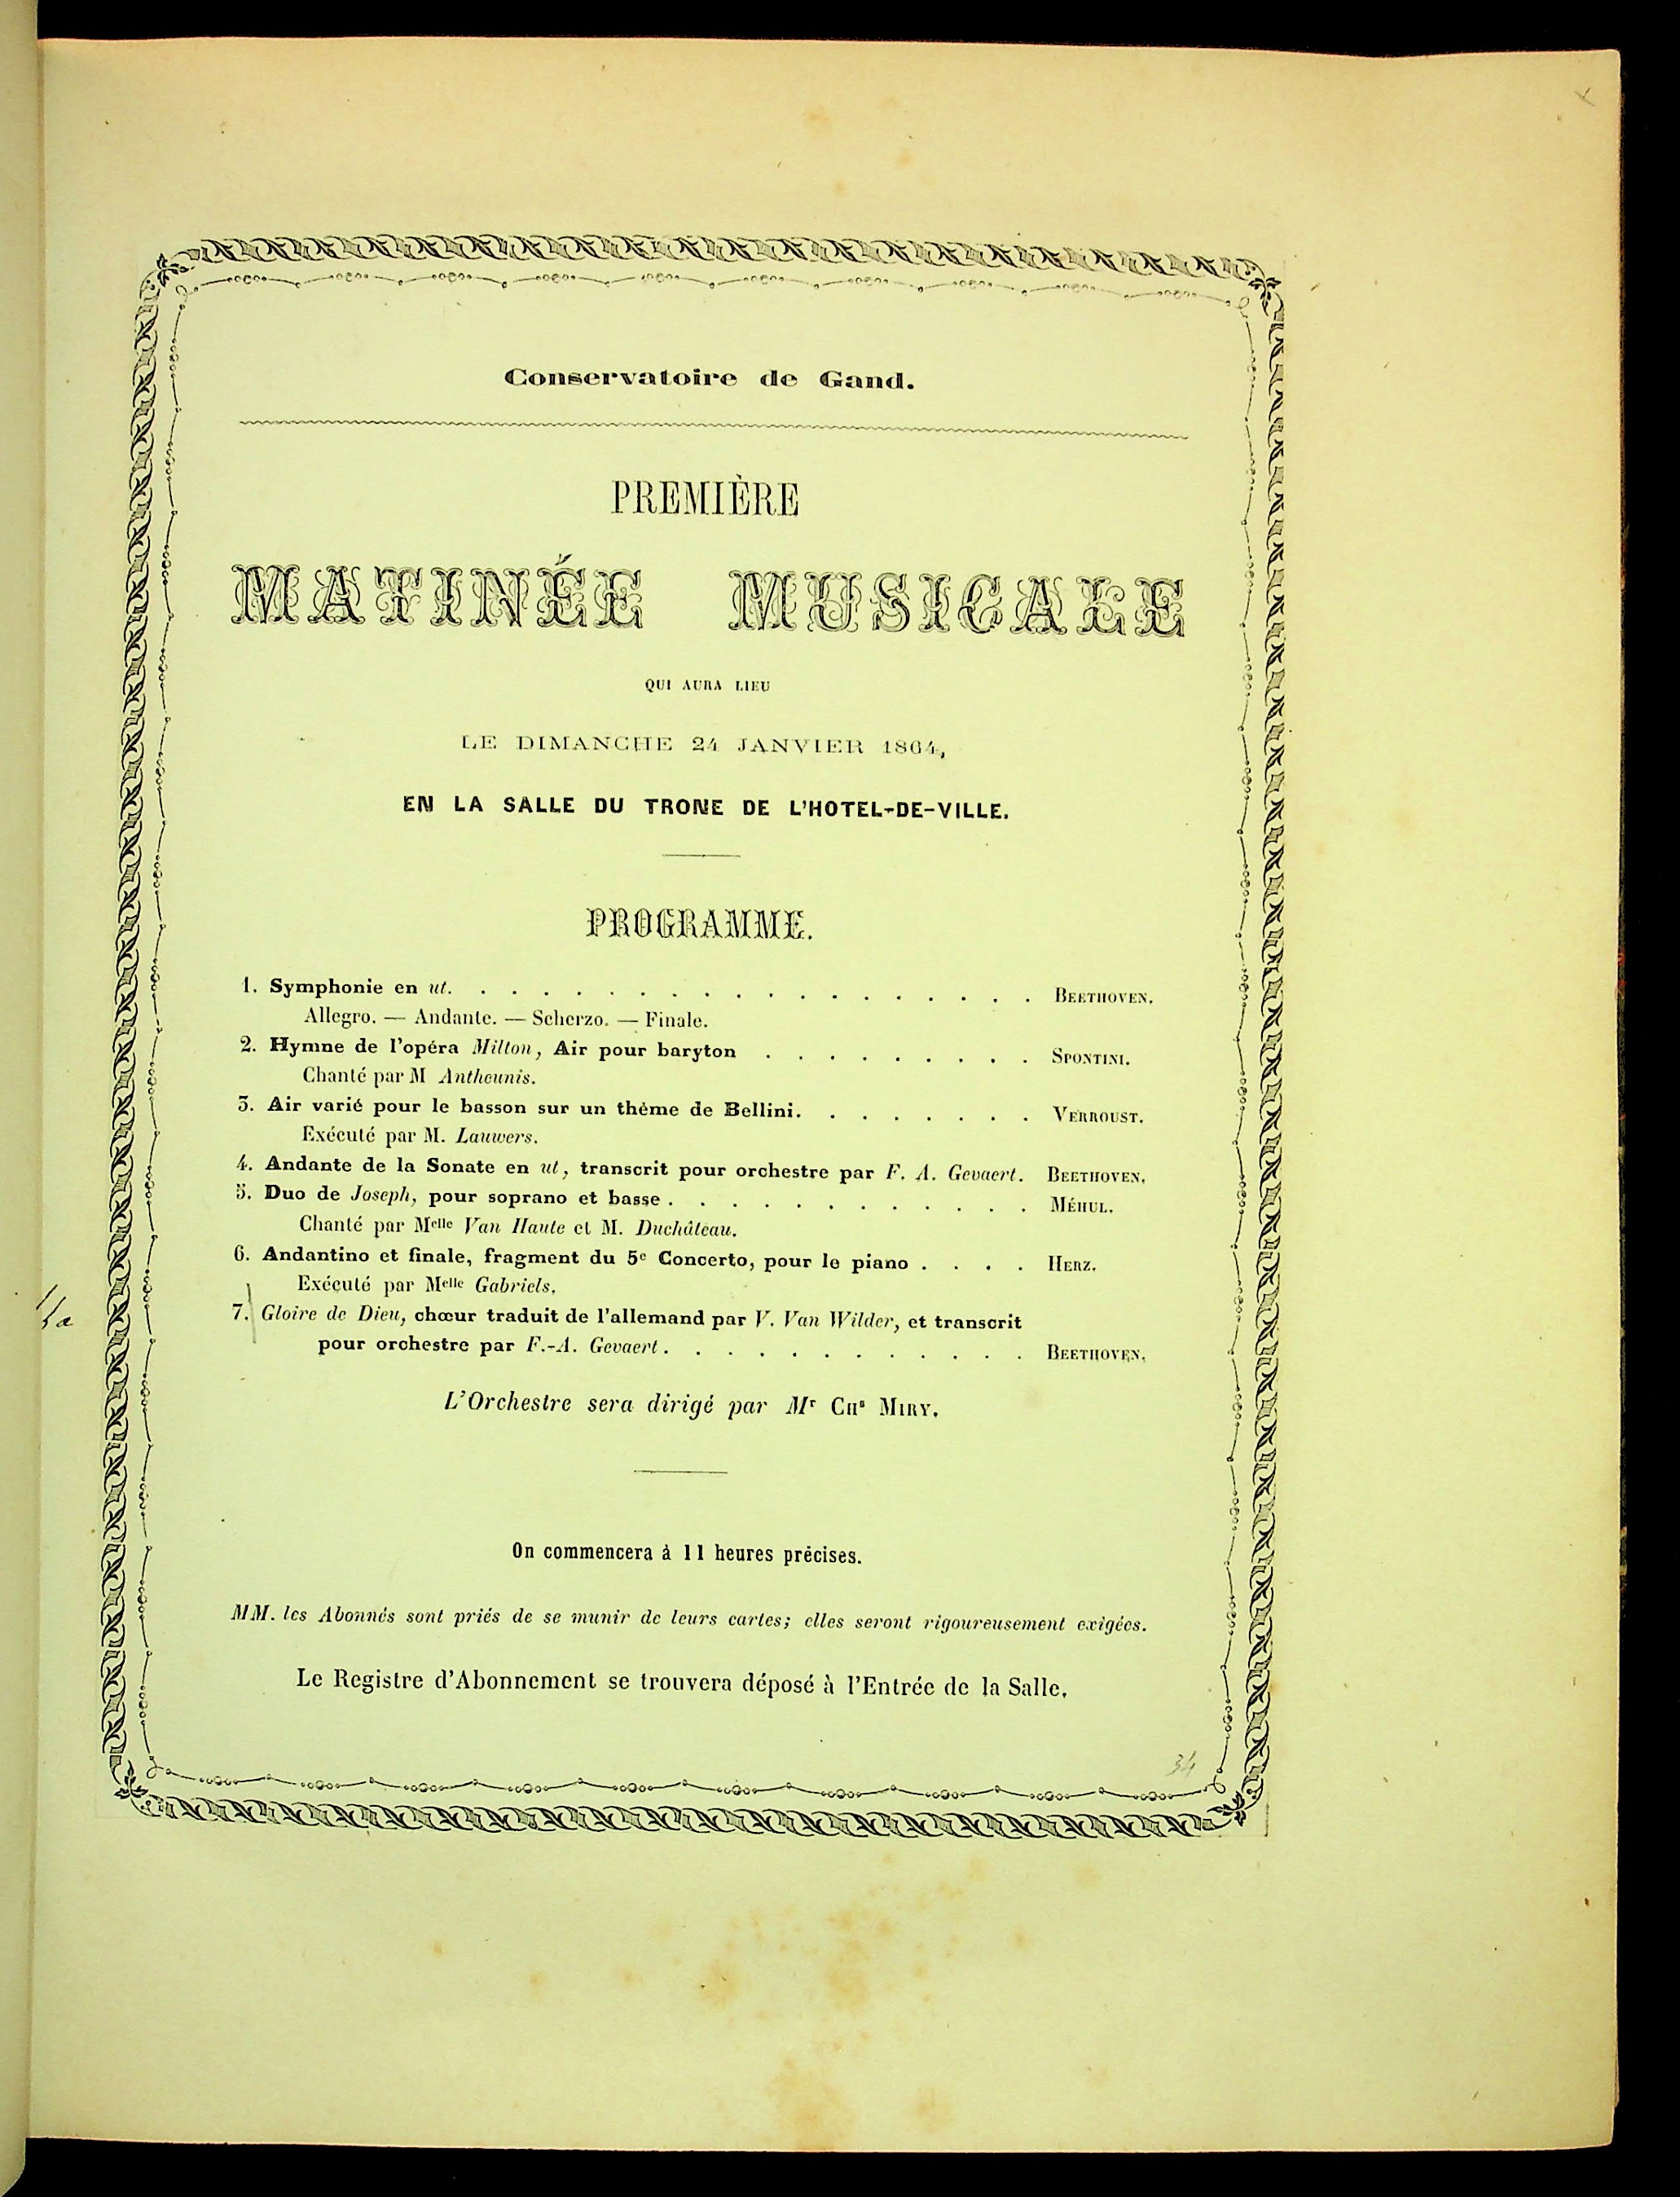 Conservatoire de Gand.
PREMIÈRE
MATINÉE MUSICALE
QUI AURA LIEU
LE DIMANCHE 24 JANVIER 1864,
EN LA SALLE DU TRONE DE L'HOTEL-DE-VILLE.
PROGRAMME.
1. Symphonie en ut. . . . . . . . . . . . . . . . . . . BEETHOVEN.
Allegro. — Andante. — Scherzo. — Finale.
2. Hymne de l'opéra Milton, Air pour baryton . . . . . . . . . SPONTINI.
Chanté par M Antheunis.
3. Air varié pour le basson sur un thème de Bellini. . . . . . . . VERROUST.
Exécuté par M. Lauwers.
4. Andante de la Sonate en ut, transcrit pour orchestre par F. A. Gevaert. BEETHOVEN.
5. Duo de Joseph, pour soprano et basse . . . . . . . . . . . . MÉHUL.
Chanté par Melle Van Haute et M. Duchâteau.
6. Andantino et finale, fragment du 5e Concerto, pour le piano . . . . HERZ.
Exécuté par Melle Gabriels.
7. Gloire de Dieu, chœur traduit de l'allemand par V. Van Wilder, et transcrit
pour orchestre par F.-A. Gevaert. . . . . . . . . . . . . BEETHOVEN.
L'Orchestre sera dirigé par Mr CHs MIRY.
On commencera à 11 heures précises.
MM. les Abonnés sont priés de se munir de leurs cartes; elles seront rigoureusement exigées.
Le Registre d'Abonnement se trouvera déposé à l'Entrée de la Salle.
34